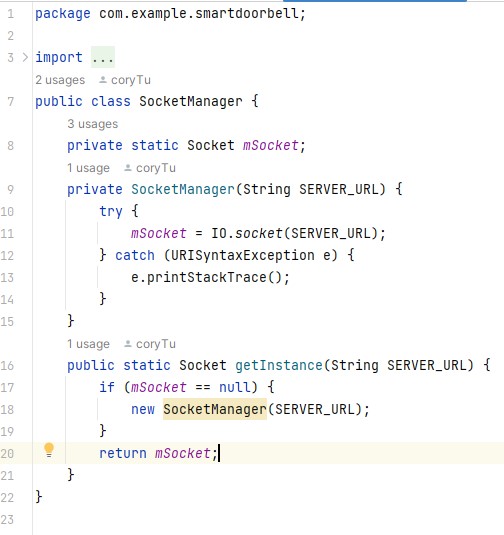 1 package com.example.smartdoorbell;
2
3 import ...
2 usages coryTu
7 public class SocketManager {
3 usages
8 private static Socket mSocket;
1 usage coryTu
9 private SocketManager(String SERVER_URL) {
10 try {
11 mSocket = IO.socket(SERVER_URL);
12 } catch (URISyntaxException e) {
13 e.printStackTrace();
14 }
15 }
1 usage coryTu
16 public static Socket getInstance(String SERVER_URL) {
17 if (mSocket == null) {
18 new SocketManager(SERVER_URL);
19 }
20 return mSocket;
21 }
22 }
23